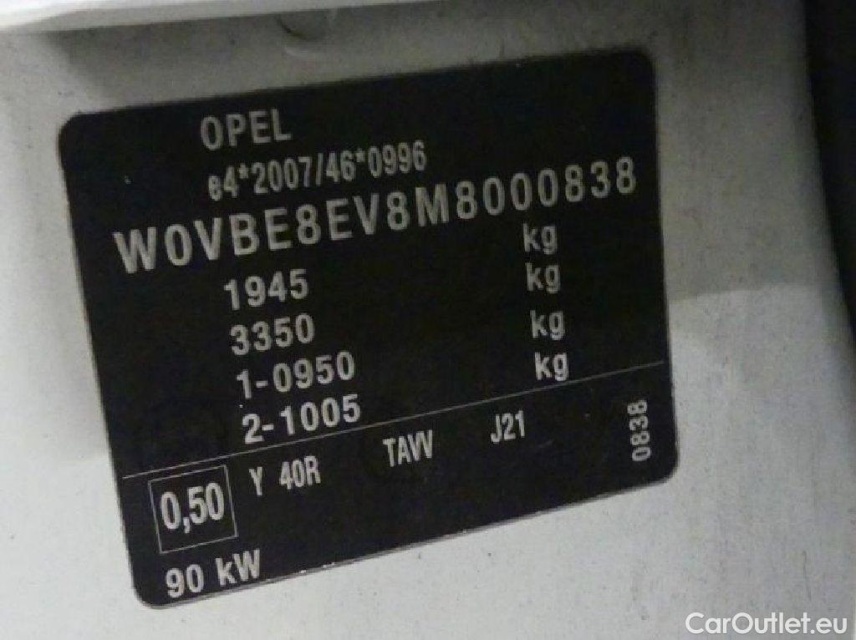 OPEL
e4*2007/46*0996
W0VBE8EV8M8000838
1945 kg
3350 kg
1-0950 kg
2-1005 kg
0,50 Y 40R TAVV J21 0838
90 kW
CarOutlet.eu